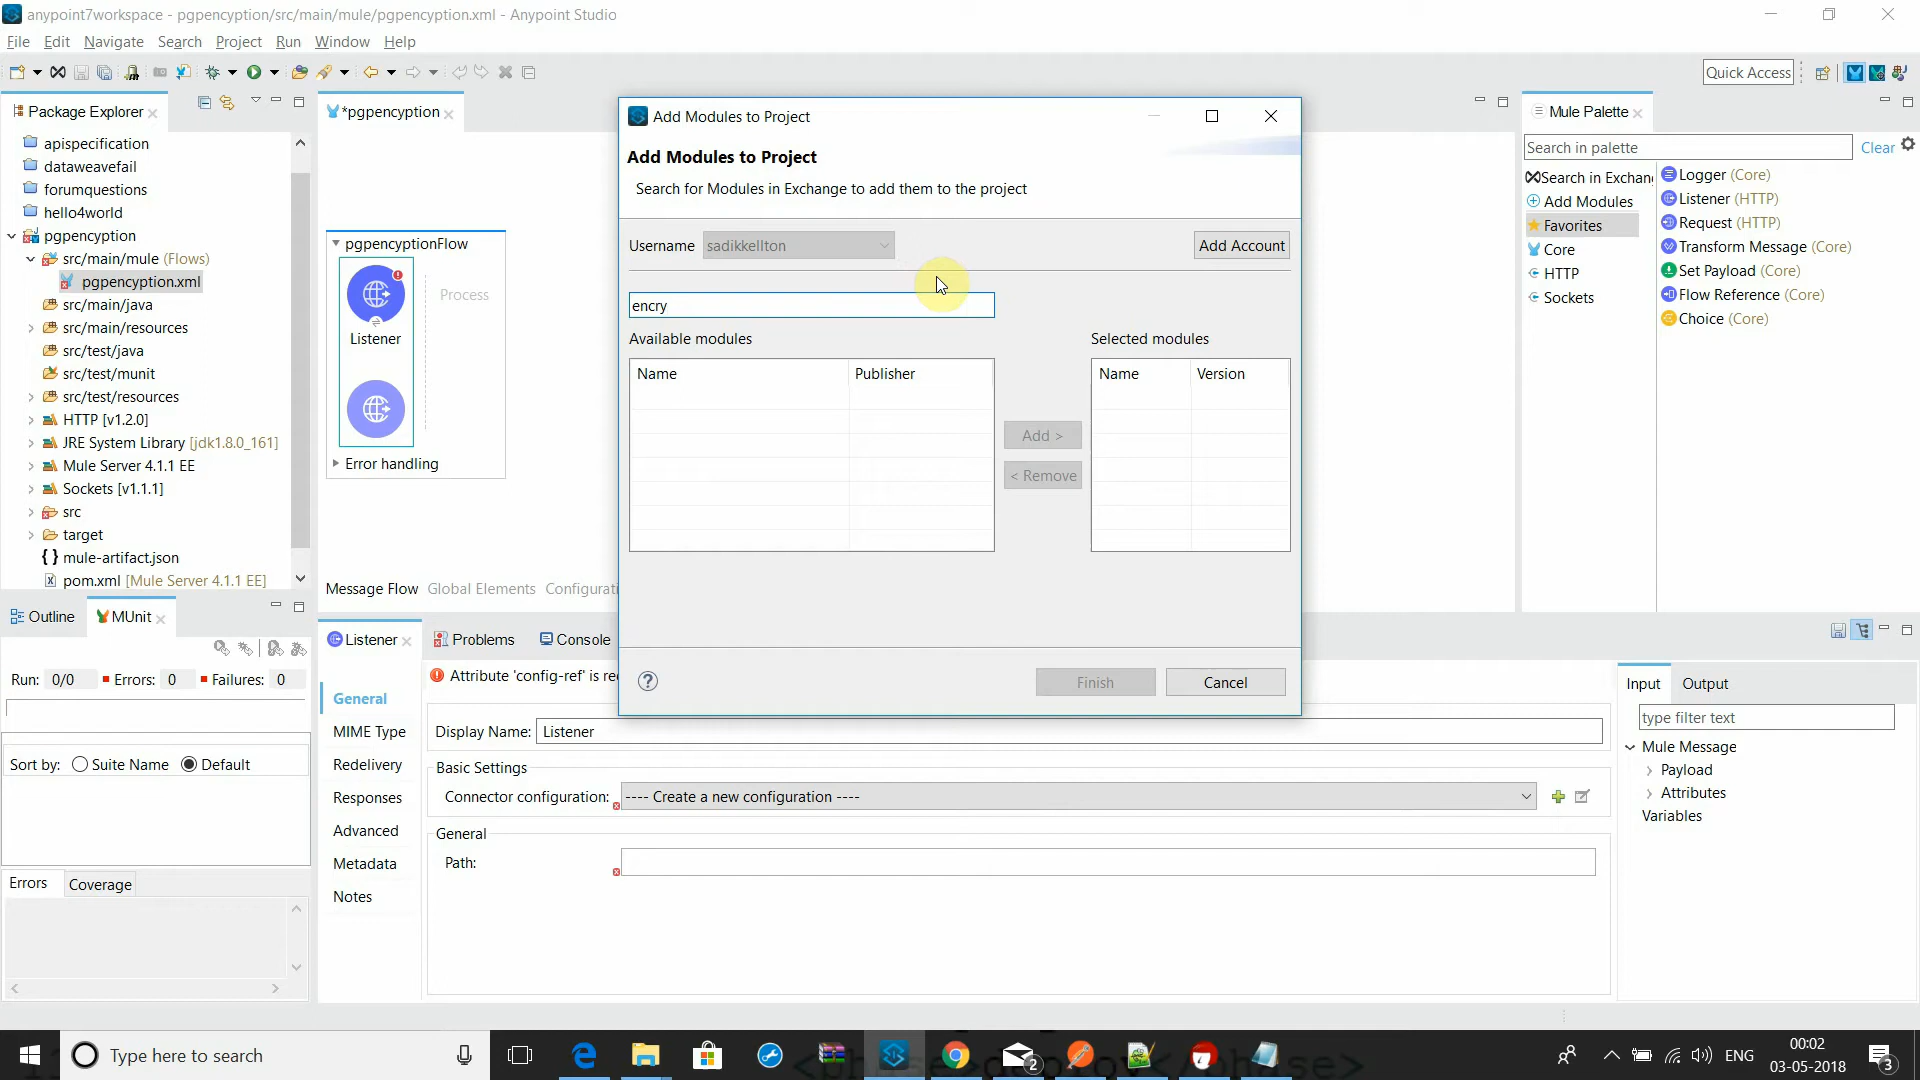 anypoint7workspace - pgpencyption/src/main/mule/pgpencyption.xml - Anypoint Studio
File Edit Navigate Search Project Run Window Help
Quick Access
Package Explorer
apispecification
dataweavefail
forumquestions
hello4world
pgpencyption
src/main/mule (Flows)
pgpencyption.xml
src/main/java
src/main/resources
src/test/java
src/test/munit
src/test/resources
HTTP [v1.2.0]
JRE System Library [jdk1.8.0_161]
Mule Server 4.1.1 EE
Sockets [v1.1.1]
src
target
mule-artifact.json
pom.xml [Mule Server 4.1.1 EE]
*pgpencyption
pgpencyptionFlow
Listener
Process
Error handling
Message Flow Global Elements Configurati
Add Modules to Project
Add Modules to Project
Search for Modules in Exchange to add them to the project
Username sadikkellton Add Account
encry
Available modules
Name Publisher
Add >
< Remove
Selected modules
Name Version
Finish Cancel
Mule Palette
Search in palette Clear
Search in Exchan
Add Modules
Favorites
Core
HTTP
Sockets
Logger (Core)
Listener (HTTP)
Request (HTTP)
Transform Message (Core)
Set Payload (Core)
Flow Reference (Core)
Choice (Core)
Outline MUnit
Run: 0/0 Errors: 0 Failures: 0
Sort by: Suite Name Default
Errors Coverage
Listener Problems Console
Attribute 'config-ref' is re
General
MIME Type
Redelivery
Responses
Advanced
Metadata
Notes
Display Name: Listener
Basic Settings
Connector configuration: ---- Create a new configuration ----
General
Path:
Input Output
type filter text
Mule Message
Payload
Attributes
Variables
Type here to search
2
ENG
00:02
03-05-2018
3